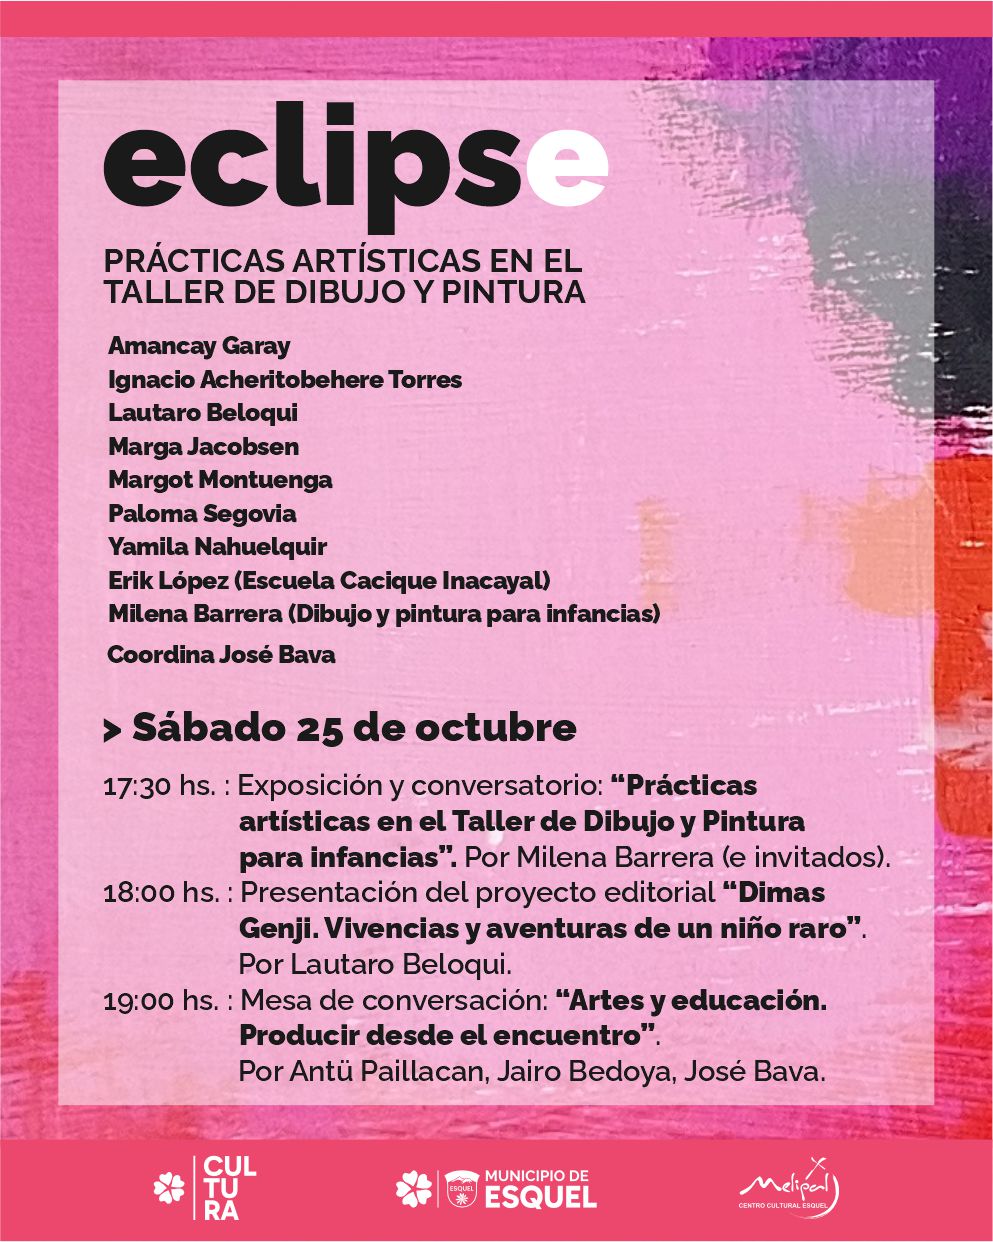 eclipse
PRÁCTICAS ARTÍSTICAS EN EL
TALLER DE DIBUJO Y PINTURA
Amancay Garay
Ignacio Acheritobehere Torres
Lautaro Beloqui
Marga Jacobsen
Margot Montuenga
Paloma Segovia
Yamila Nahuelquir
Erik López (Escuela Cacique Inacayal)
Milena Barrera (Dibujo y pintura para infancias)
Coordina José Bava
> Sábado 25 de octubre
17:30 hs. : Exposición y conversatorio: “Prácticas
artísticas en el Taller de Dibujo y Pintura
para infancias”. Por Milena Barrera (e invitados).
18:00 hs. : Presentación del proyecto editorial “Dimas
Genji. Vivencias y aventuras de un niño raro”.
Por Lautaro Beloqui.
19:00 hs. : Mesa de conversación: “Artes y educación.
Producir desde el encuentro”.
Por Antü Paillacan, Jairo Bedoya, José Bava.
CUL
TU
RA
ESQUEL
MUNICIPIO DE
ESQUEL
Melipal
CENTRO CULTURAL ESQUEL